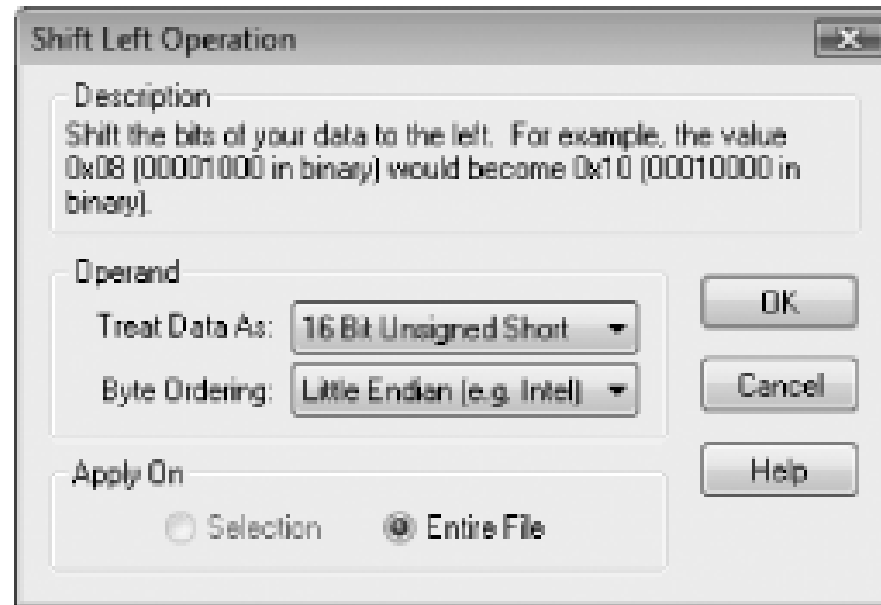 Shift Left Operation
Description
Shift the bits of your data to the left. For example, the value
0x08 (00001000 in binary) would become 0x10 (00010000 in
binary).
Operand
Treat Data As: 16 Bit Unsigned Short
OK
Byte Ordering: Little Endian (e.g. Intel)
Cancel
Help
Apply On
Selection Entire File